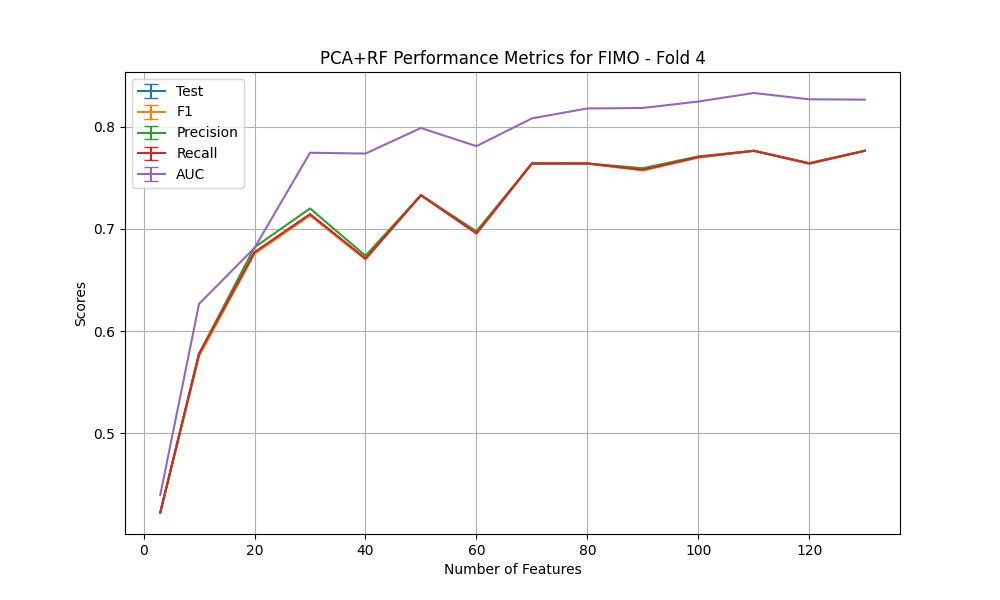 PCA+RF Performance Metrics for FIMO - Fold 4
Test
F1
Precision
Recall
AUC
0.8
0.7
0.6
0.5
Scores
0
20
40
60
80
100
120
Number of Features